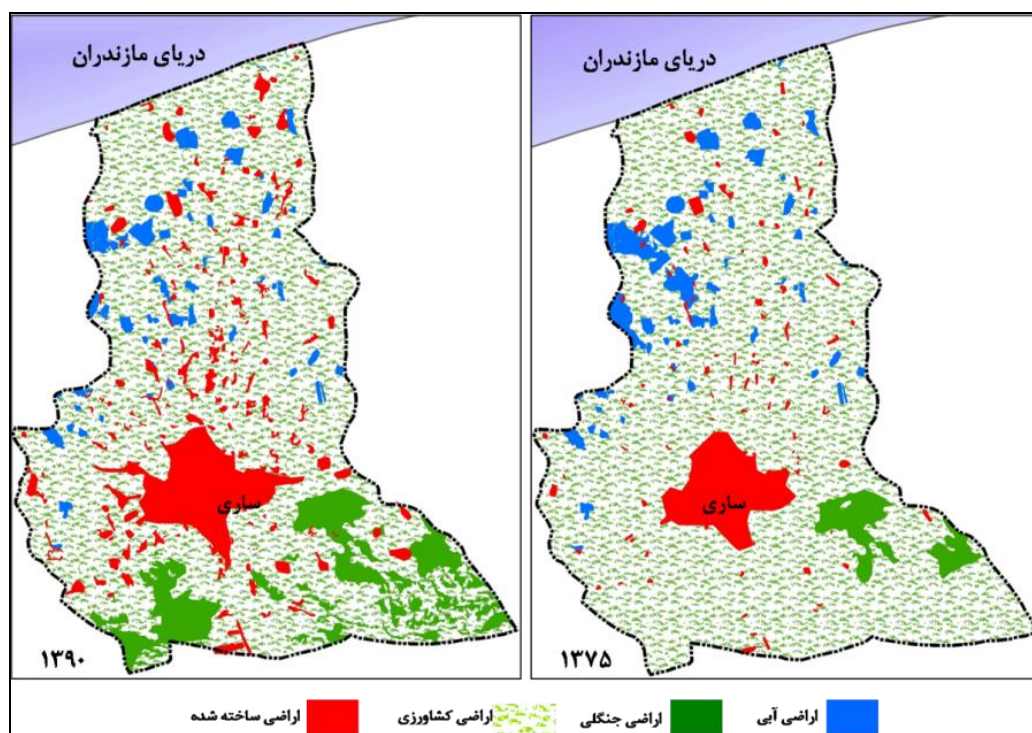 دریای مازندران
دریای مازندران
ساری
ساری
۱۳۷۵
۱۳۹۰
اراضی آبی
اراضی جنگلی
اراضی کشاورزی
اراضی ساخته شده